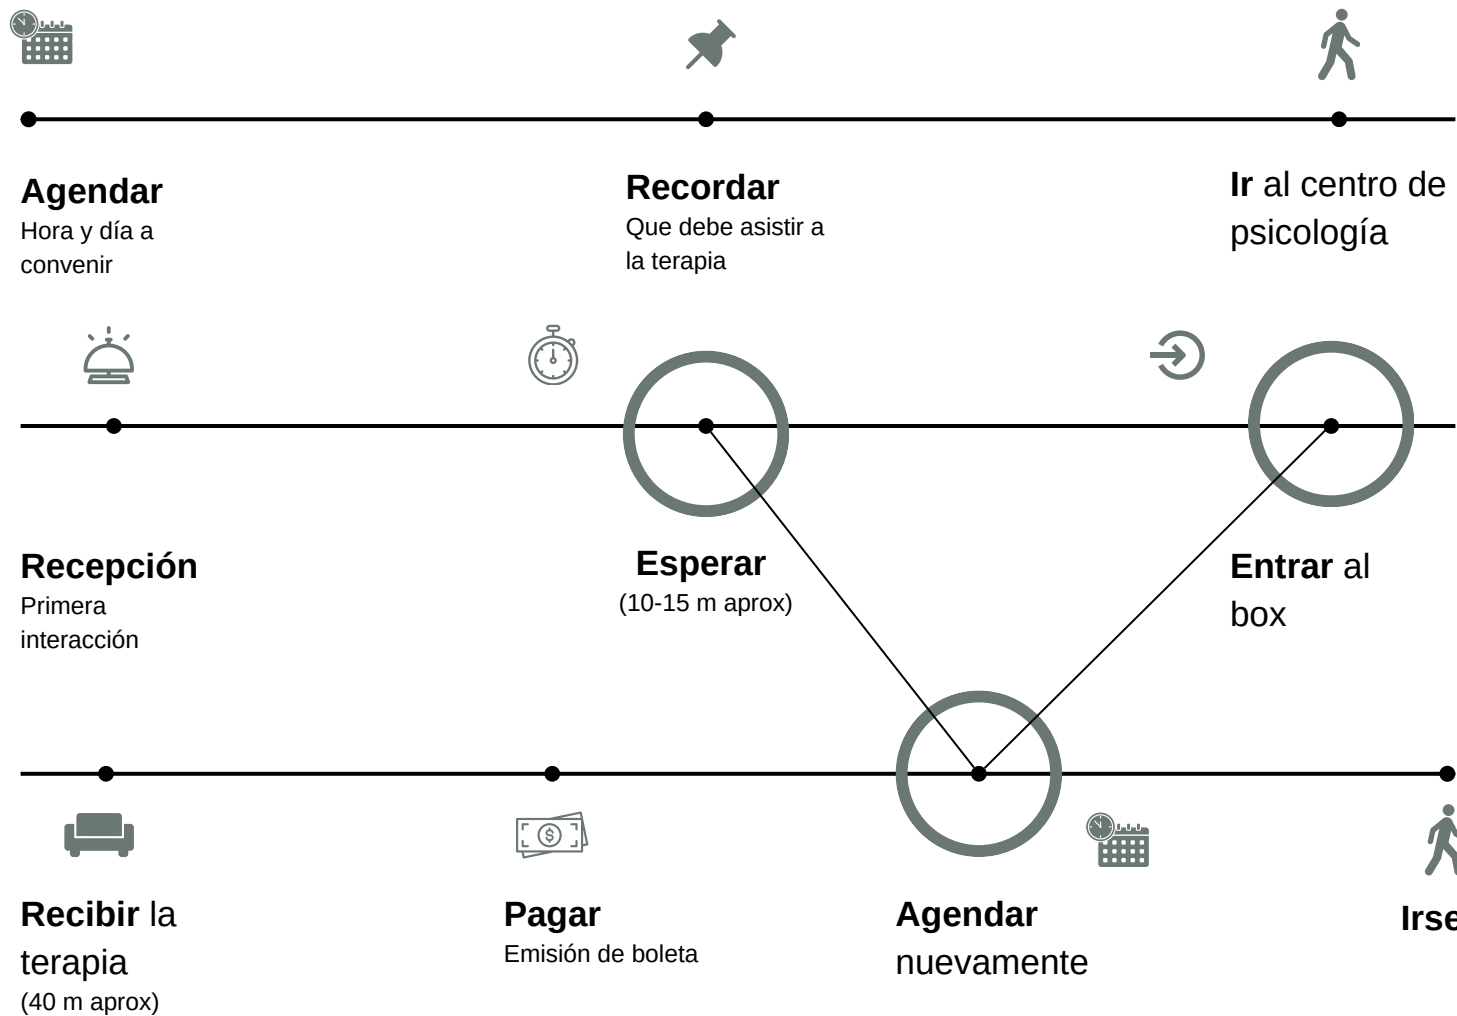 Agendar
Hora y día a
convenir
Recordar
Que debe asistir a
la terapia
Ir al centro de
psicología
Recepción
Primera
interacción
Esperar
(10-15 m aprox)
Entrar al
box
Recibir la
terapia
(40 m aprox)
Pagar
Emisión de boleta
Agendar
nuevamente
Irse